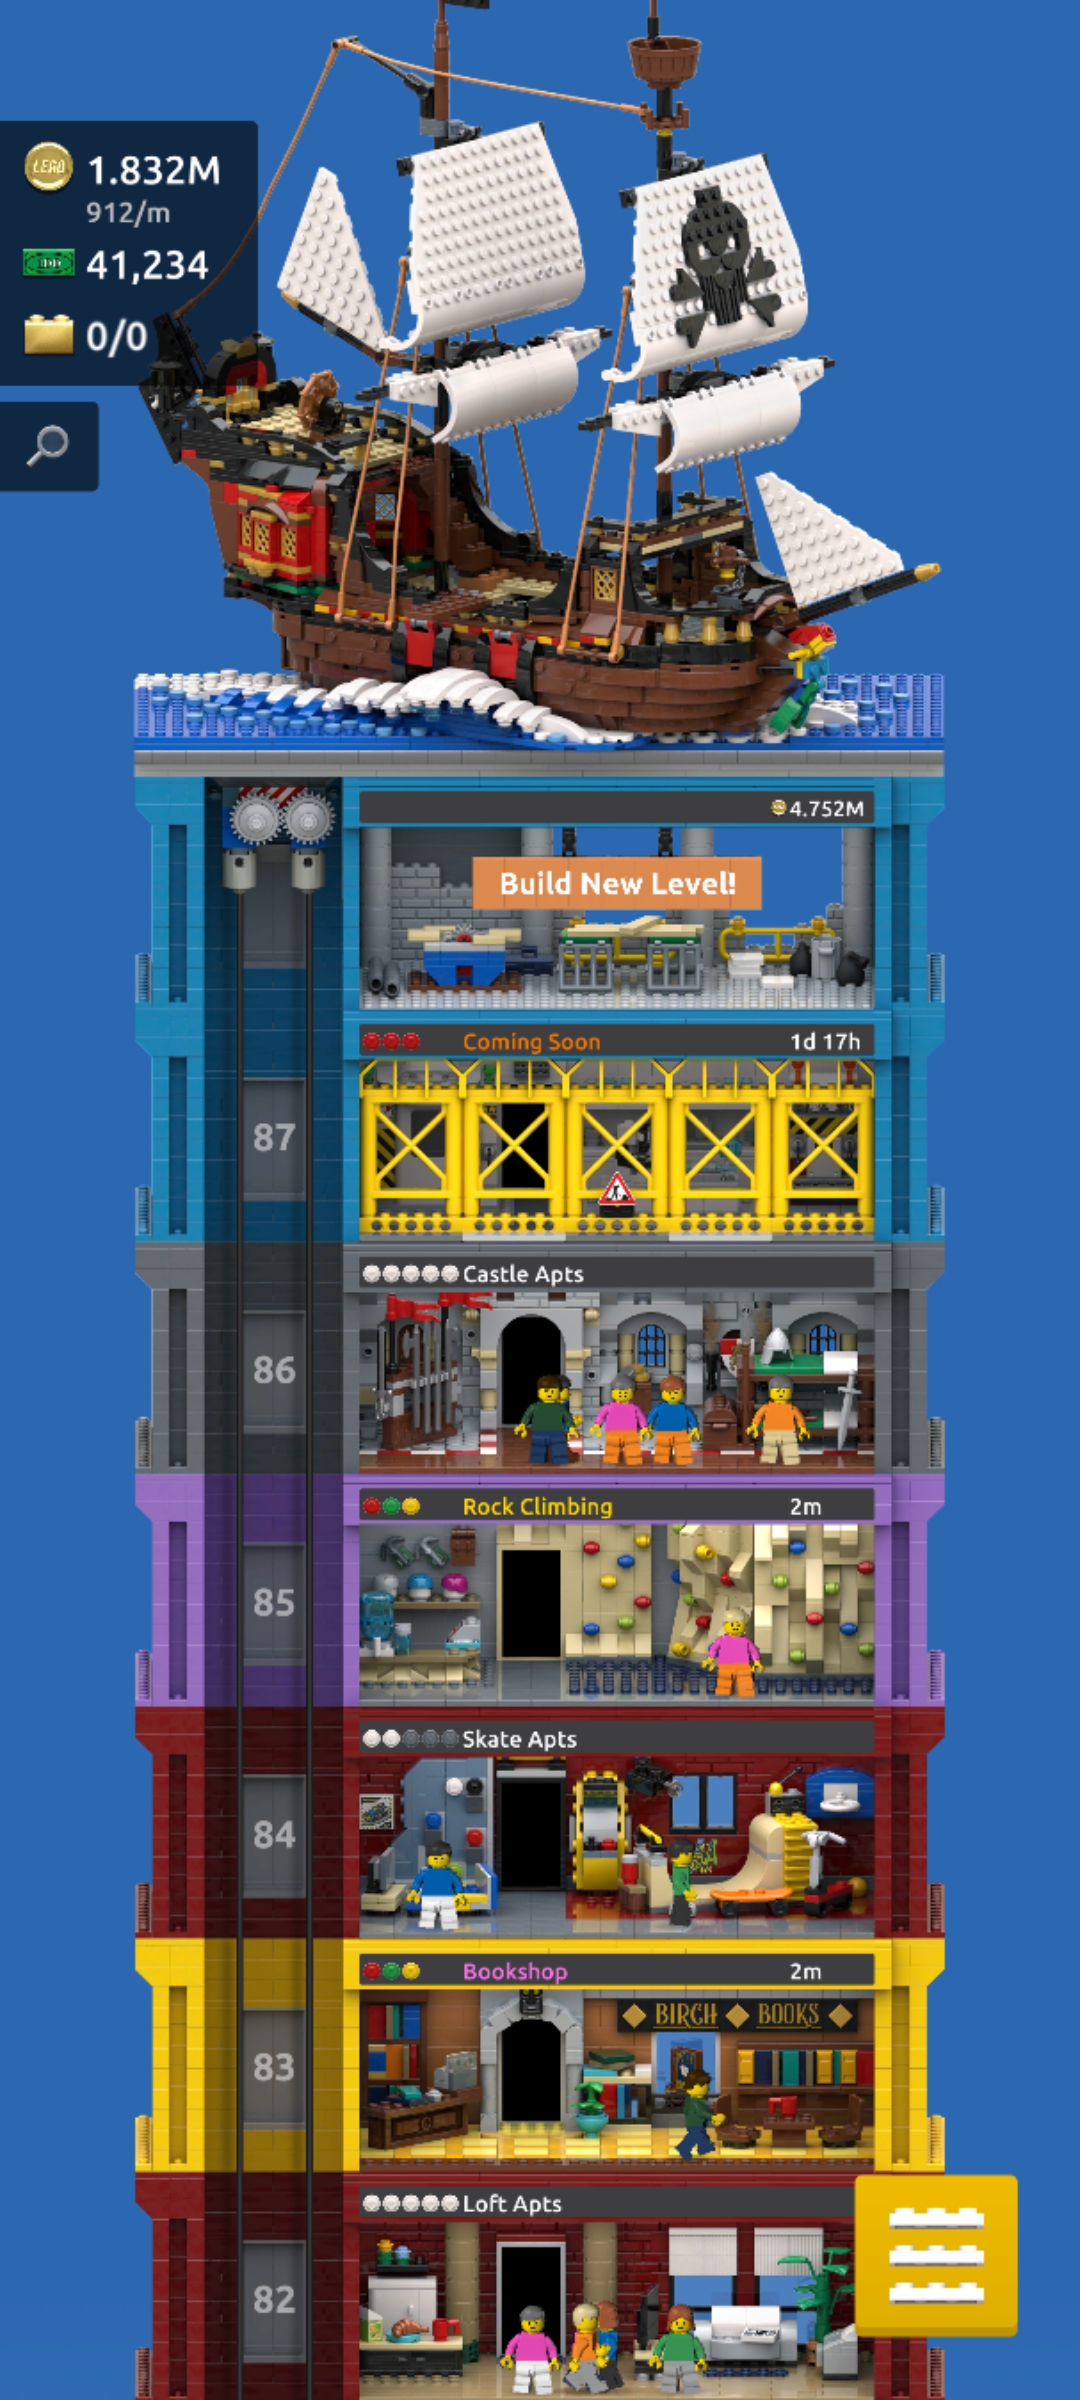 LEGO
1.832M
912/m
41,234
0/0
4.752M
Build New Level!
Coming Soon
1d 17h
87
Castle Apts
86
Rock Climbing
2m
85
Skate Apts
84
Bookshop
2m
BIRCH BOOKS
83
Loft Apts
82